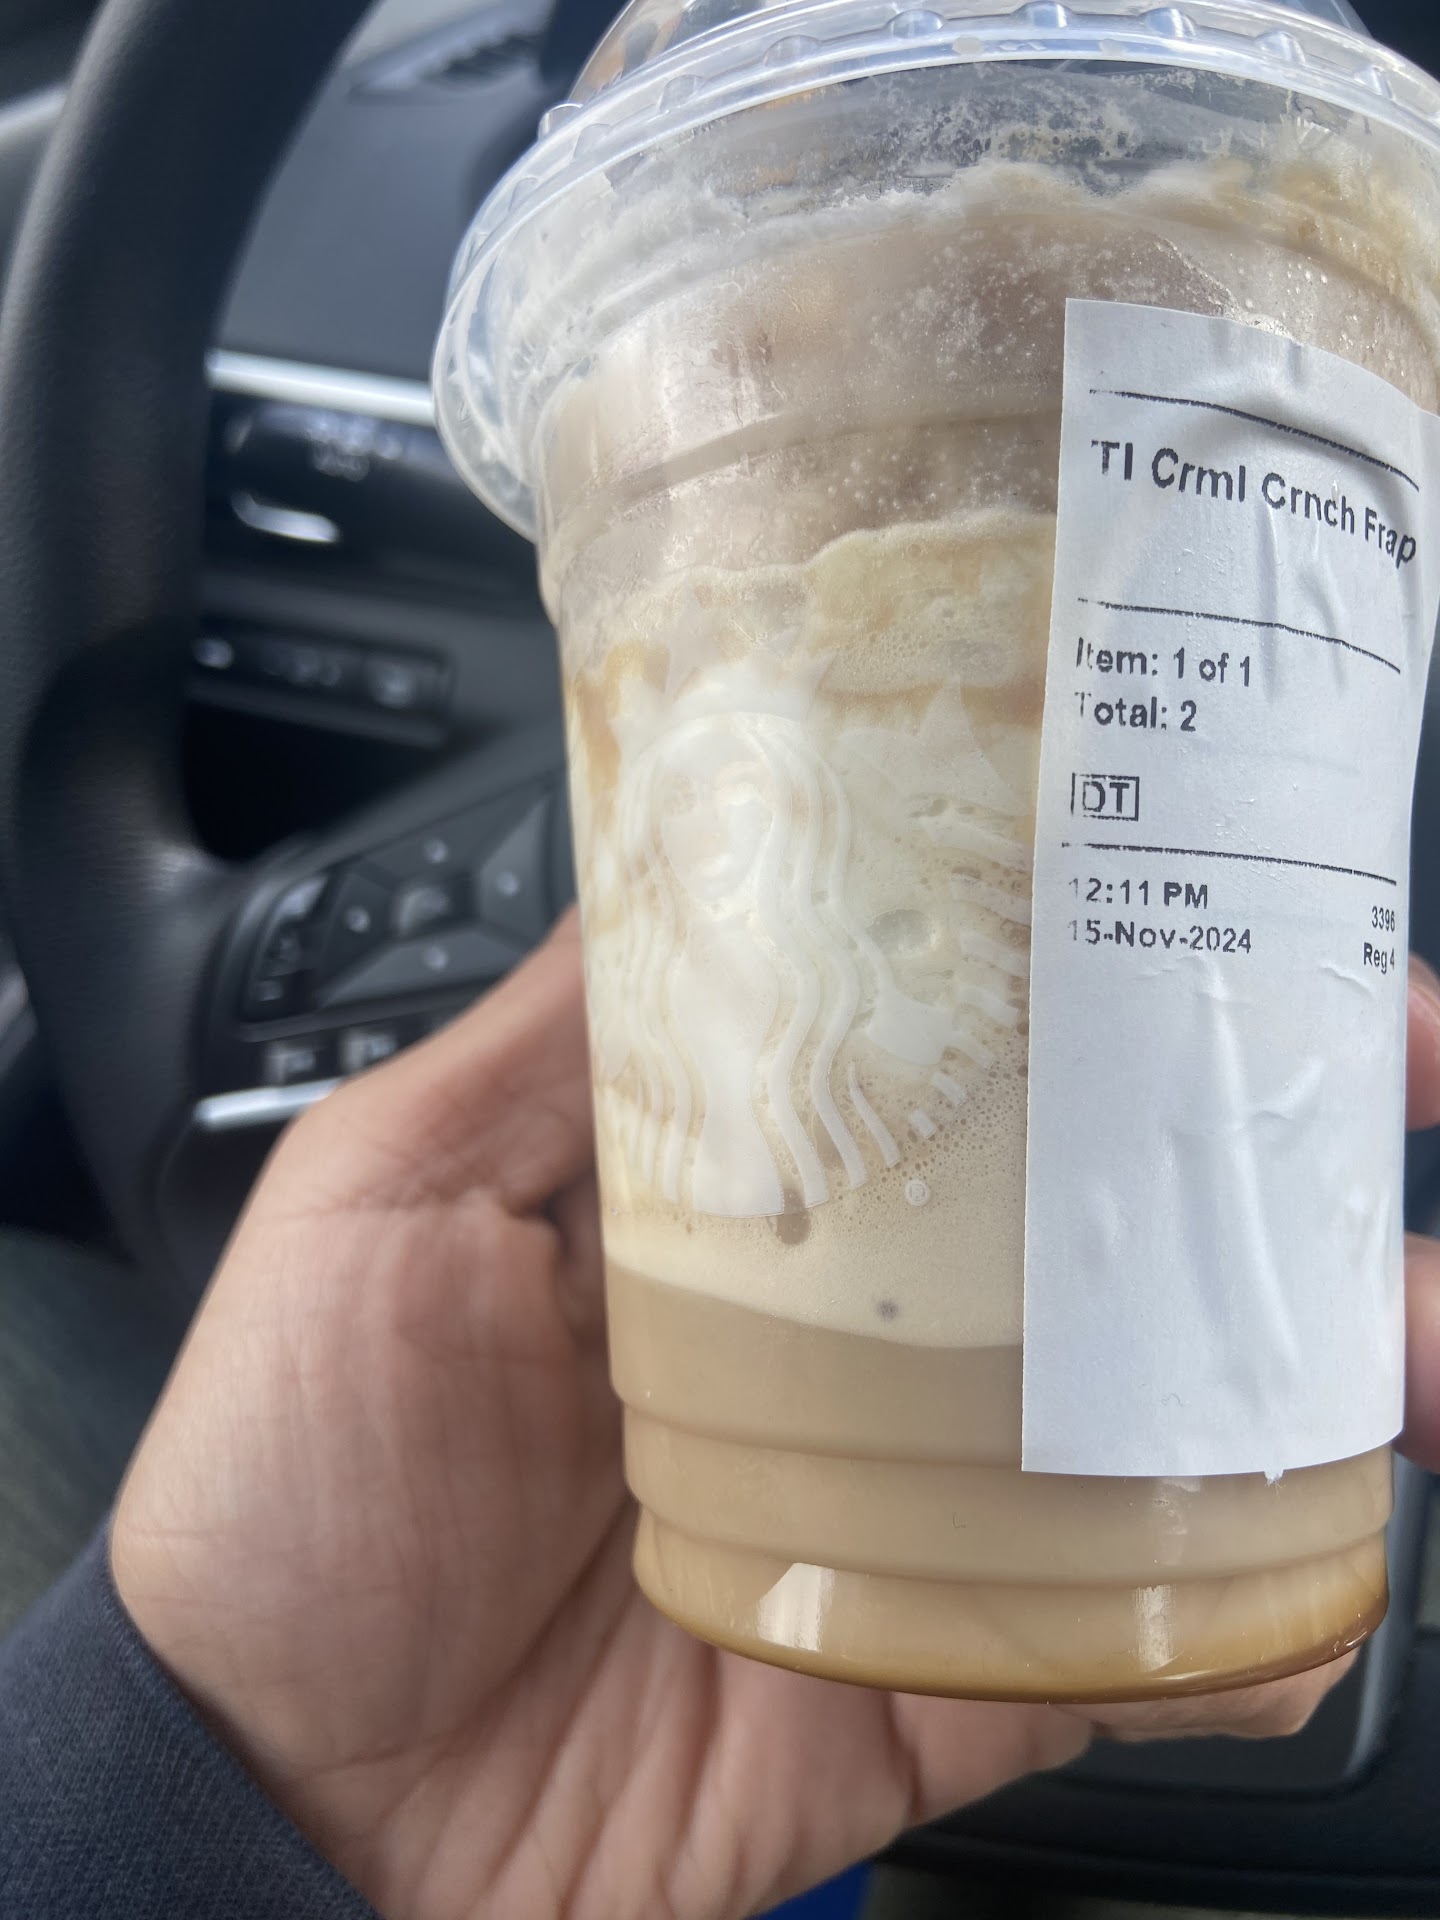 Tl Crml Crnch Frap
Item: 1 of 1
Total: 2
DT
12:11 PM
3396
15-Nov-2024
Reg 4
®